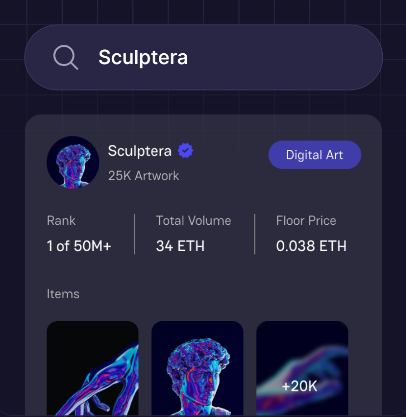 Sculptera
Sculptera
Digital Art
25K Artwork
Rank
Total Volume
Floor Price
1 of 50M+
34 ETH
0.038 ETH
Items
+20K